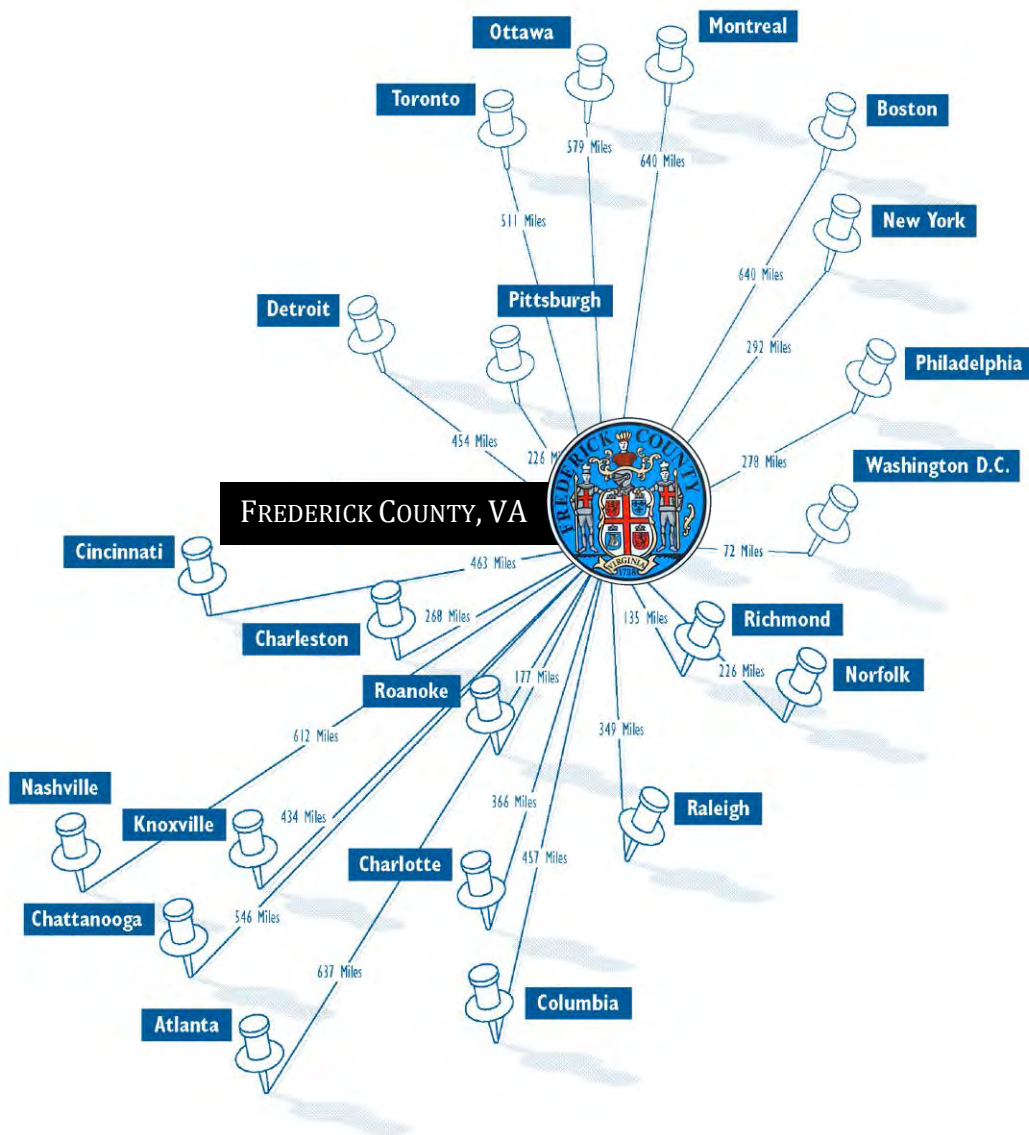 Ottawa
Montreal
Toronto
Boston
579 Miles
640 Miles
511 Miles
New York
640 Miles
Detroit
Pittsburgh
292 Miles
Philadelphia
454 Miles
226
278 Miles
Washington D.C.
FREDERICK COUNTY
VIRGINIA
1738
FREDERICK COUNTY, VA
72 Miles
Cincinnati
463 Miles
Charleston
268 Miles
135 Miles
Richmond
Roanoke
177 Miles
226 Miles
Norfolk
612 Miles
349 Miles
Nashville
Knoxville
434 Miles
366 Miles
Raleigh
Charlotte
457 Miles
Chattanooga
546 Miles
637 Miles
Columbia
Atlanta